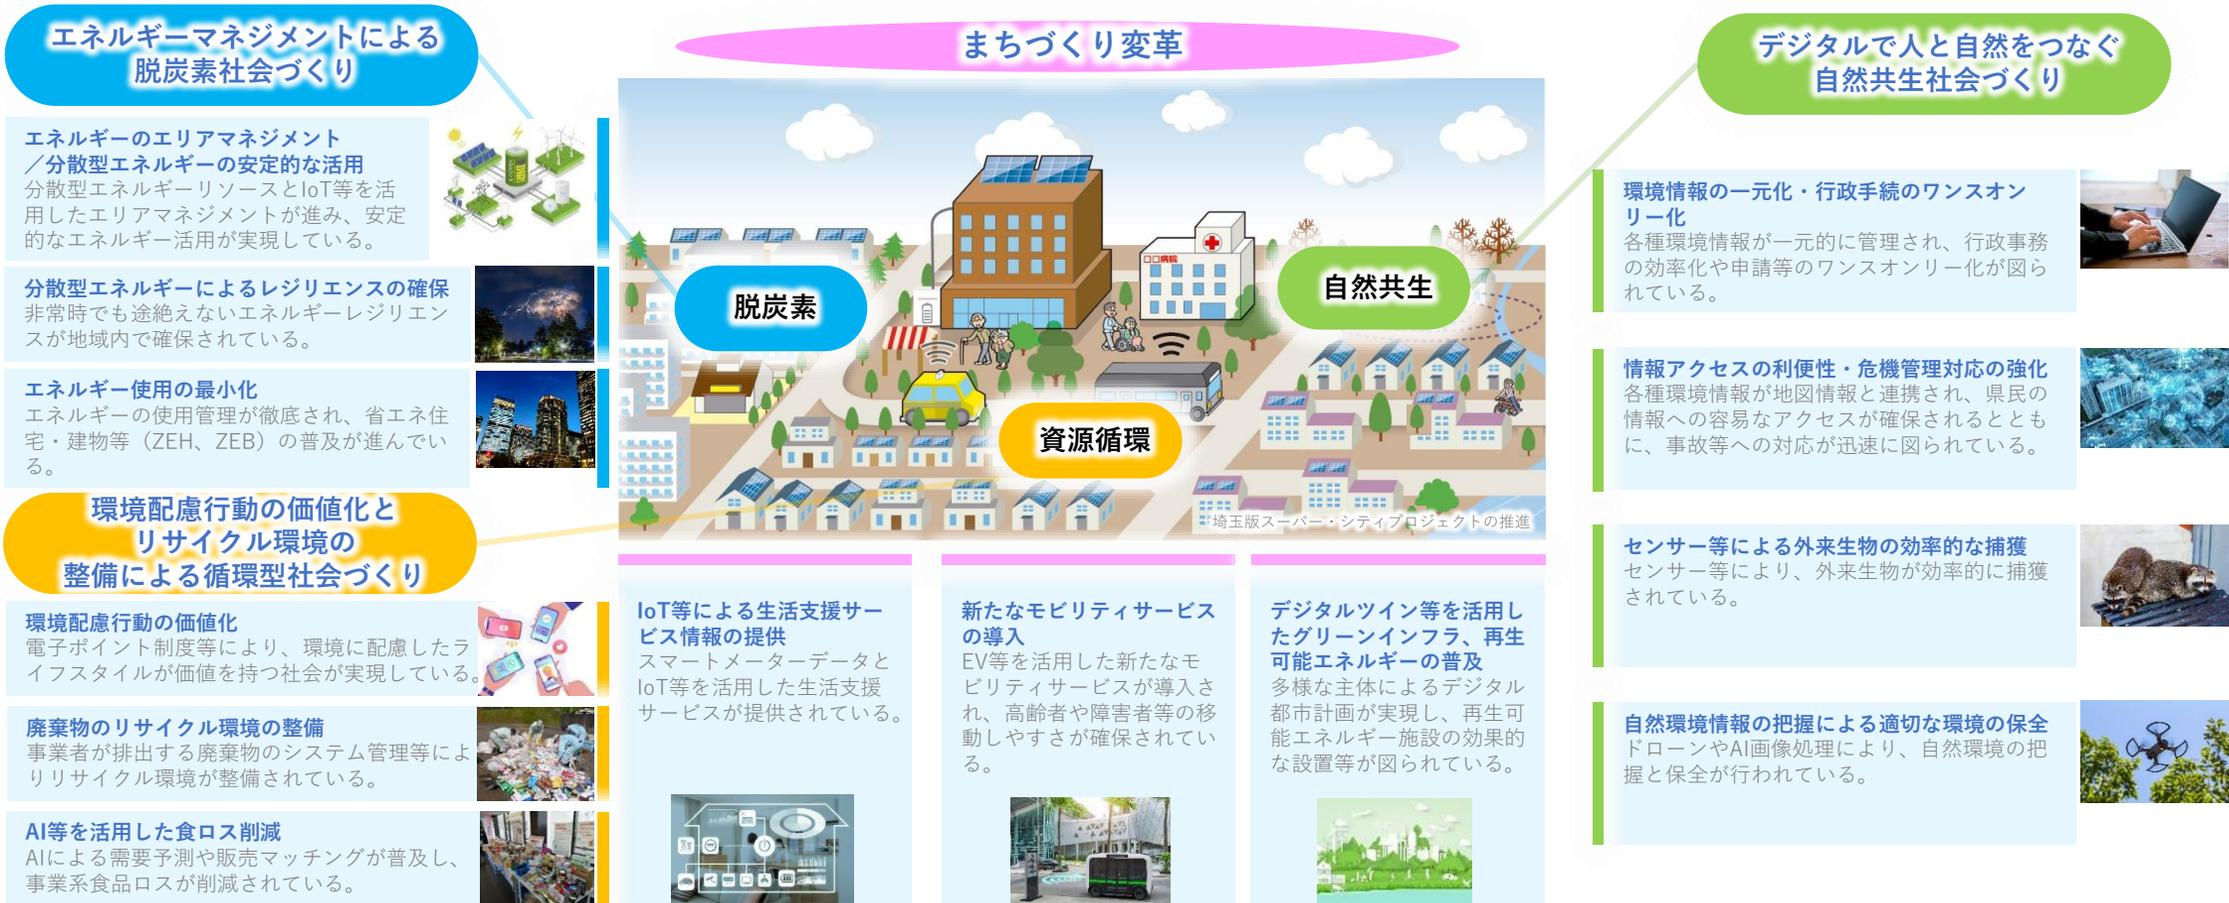 エネルギーマネジメントによる
脱炭素社会づくり
エネルギーのエリアマネジメント
／分散型エネルギーの安定的な活用
分散型エネルギーリソースとIoT等を活
用したエリアマネジメントが進み、安定
的なエネルギー活用が実現している。
分散型エネルギーによるレジリエンスの確保
非常時でも途絶えないエネルギーレジリエン
スが地域内で確保されている。
エネルギー使用の最小化
エネルギーの使用管理が徹底され、省エネ住
宅・建物等（ZEH、ZEB）の普及が進んでい
る。
環境配慮行動の価値化と
リサイクル環境の
整備による循環型社会づくり
環境配慮行動の価値化
電子ポイント制度等により、環境に配慮したラ
イフスタイルが価値を持つ社会が実現している。
廃棄物のリサイクル環境の整備
事業者が排出する廃棄物のシステム管理等によ
りリサイクル環境が整備されている。
AI等を活用した食ロス削減
AIによる需要予測や販売マッチングが普及し、
事業系食品ロスが削減されている。
まちづくり変革
脱炭素
自然共生
資源循環
病院
埼玉版スーパー・シティプロジェクトの推進
IoT等による生活支援サー
ビス情報の提供
スマートメーターデータと
IoT等を活用した生活支援
サービスが提供されている。
新たなモビリティサービス
の導入
EV等を活用した新たなモ
ビリティサービスが導入さ
れ、高齢者や障害者等の移
動しやすさが確保されてい
る。
デジタルツイン等を活用し
たグリーンインフラ、再生
可能エネルギーの普及
多様な主体によるデジタル
都市計画が実現し、再生可
能エネルギー施設の効果的
な設置等が図られている。
デジタルで人と自然をつなぐ
自然共生社会づくり
環境情報の一元化・行政手続のワンスオン
リー化
各種環境情報が一元的に管理され、行政事務
の効率化や申請等のワンスオンリー化が図ら
れている。
情報アクセスの利便性・危機管理対応の強化
各種環境情報が地図情報と連携され、県民の
情報への容易なアクセスが確保されるととも
に、事故等への対応が迅速に図られている。
センサー等による外来生物の効率的な捕獲
センサー等により、外来生物が効率的に捕獲
されている。
自然環境情報の把握による適切な環境の保全
ドローンやAI画像処理により、自然環境の把
握と保全が行われている。